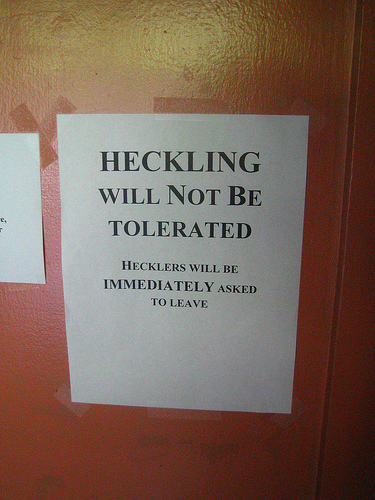 HECKLING
WILL NOT BE
TOLERATED
HECKLERS WILL BE
IMMEDIATELY ASKED
TO LEAVE